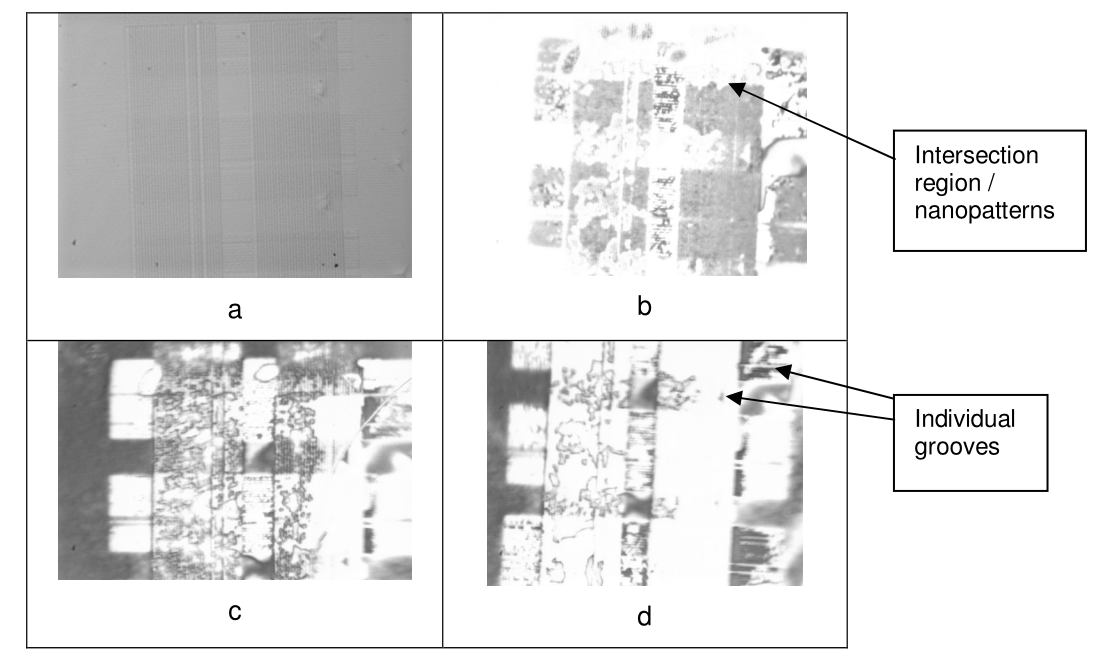 a
b
Intersection
region /
nanopatterns
c
d
Individual
grooves